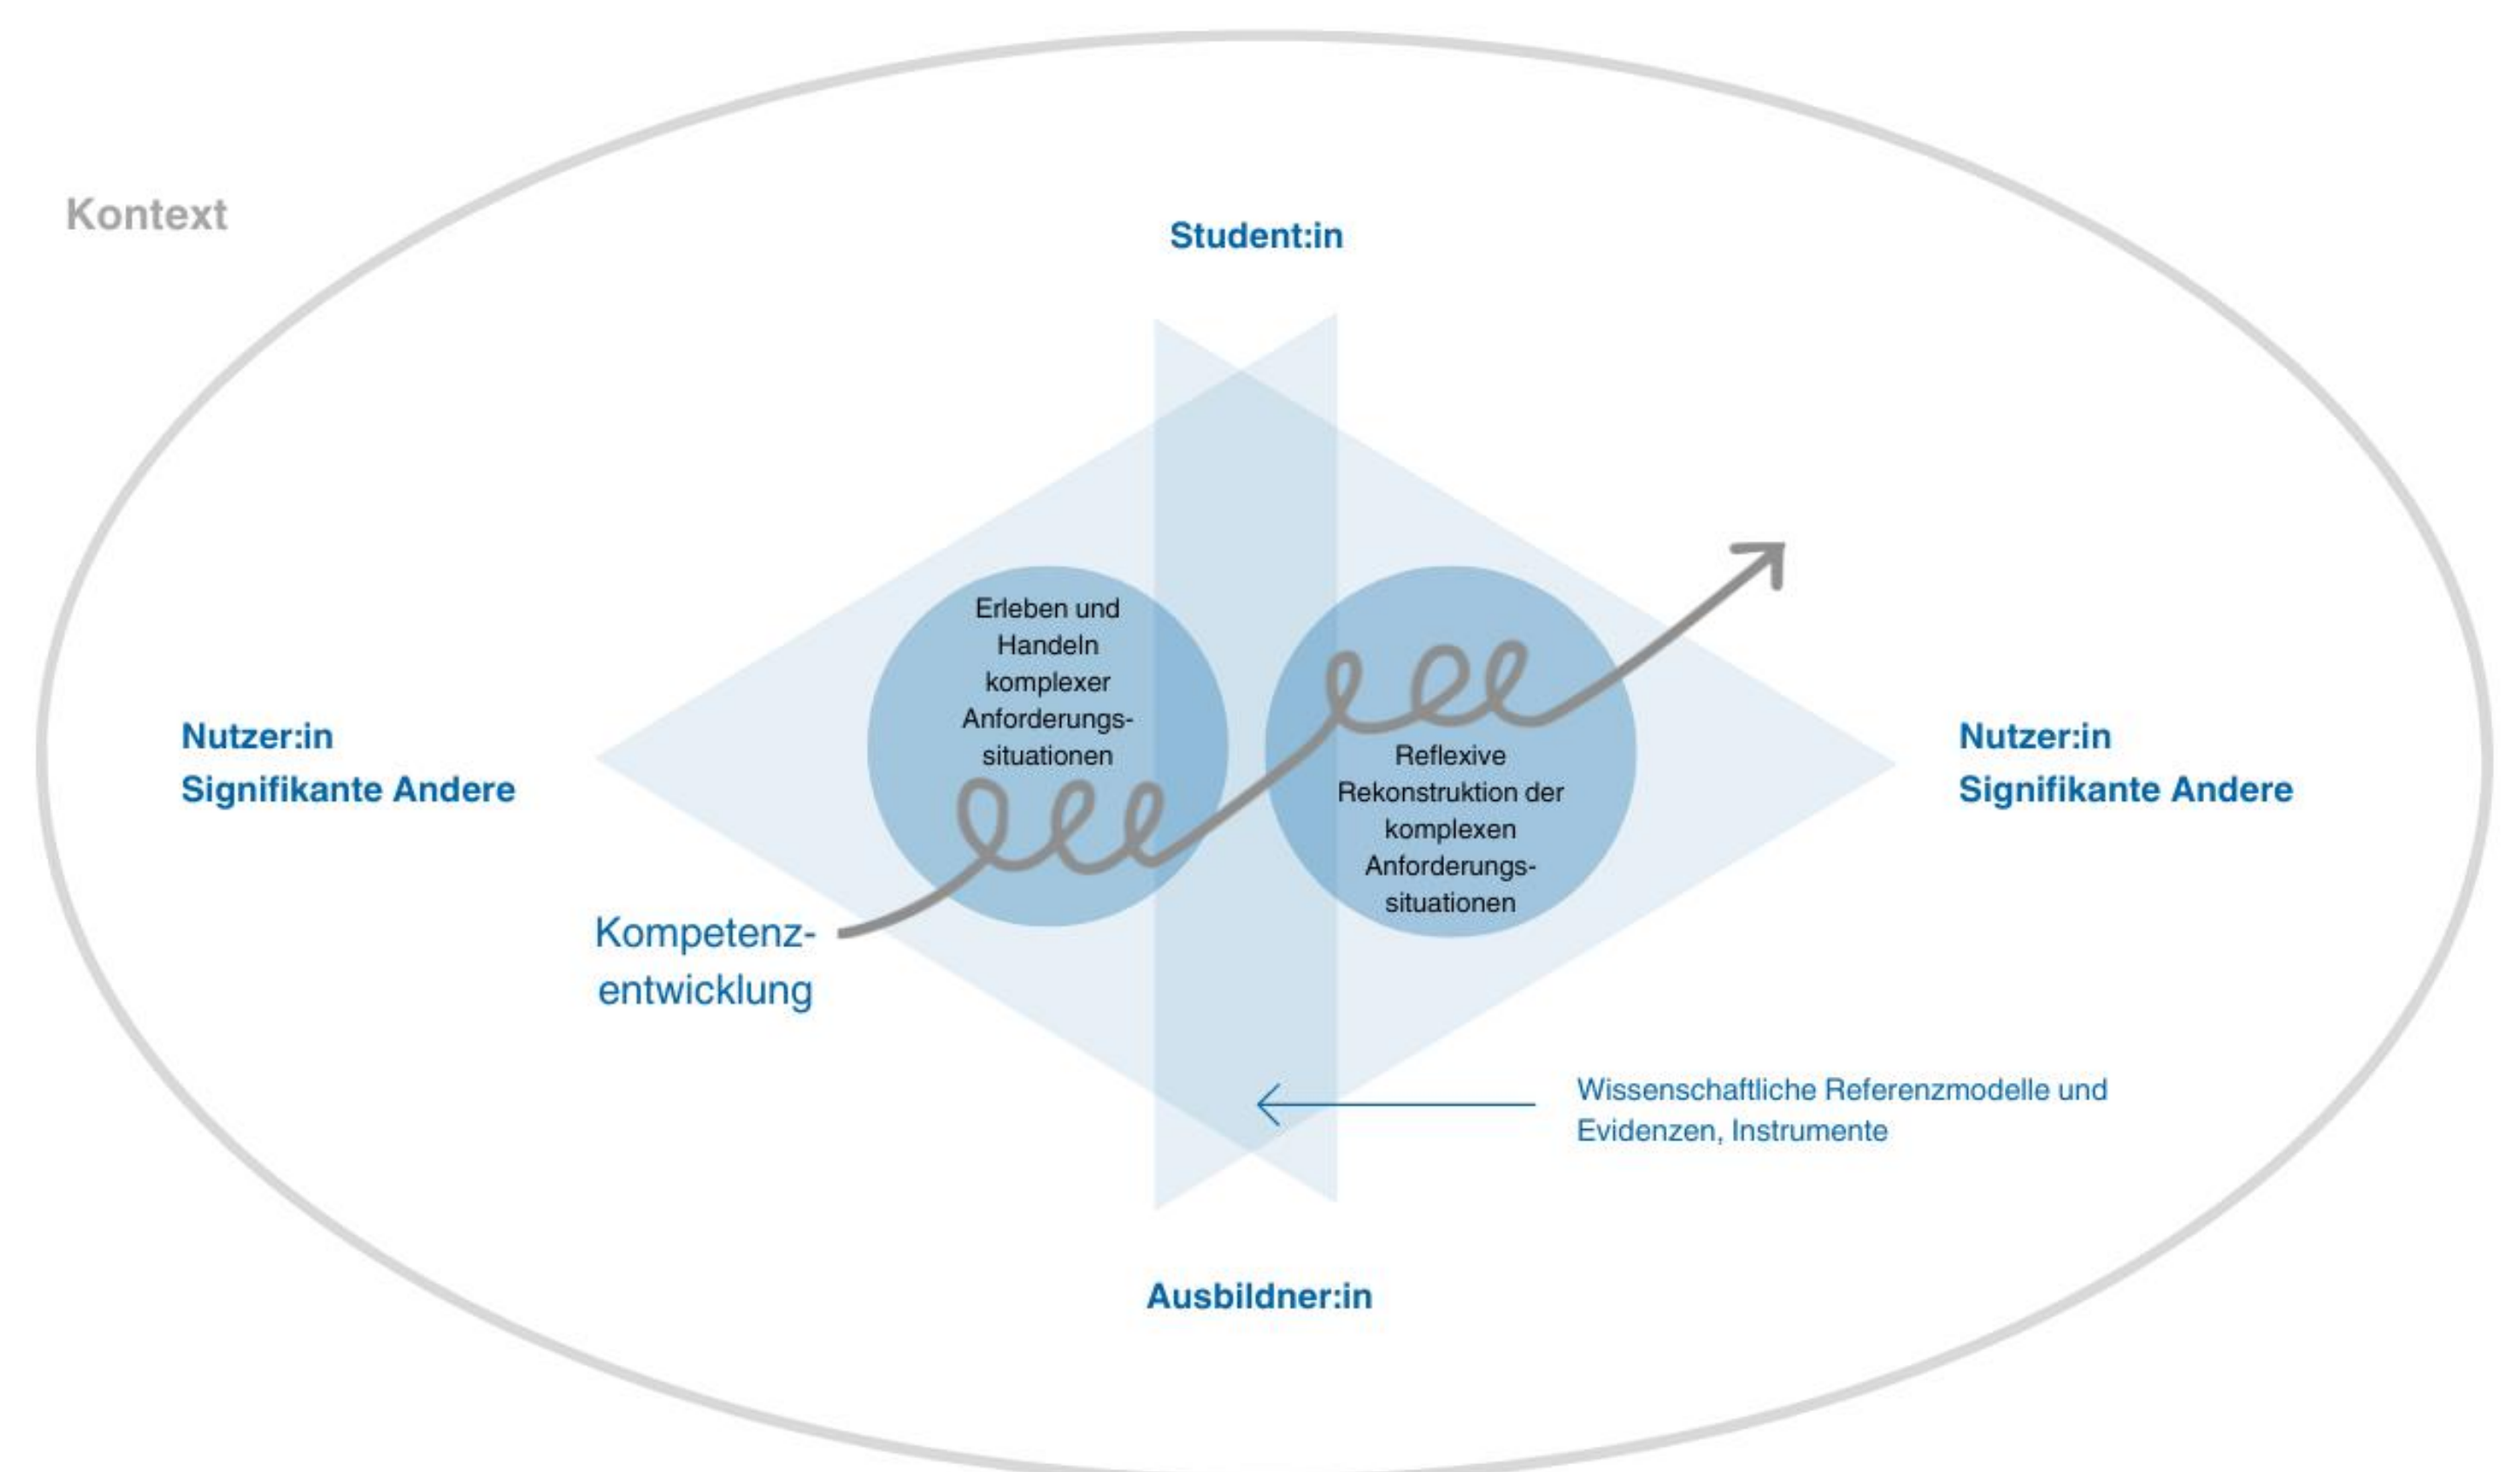 Kontext
Student:in
Erleben und
Handeln
komplexer
Anforderungs-
situationen
Nutzer:in
Signifikante Andere
Reflexive
Rekonstruktion der
komplexen
Anforderungs-
situationen
Nutzer:in
Signifikante Andere
Kompetenz-
entwicklung
Wissenschaftliche Referenzmodelle und
Evidenzen, Instrumente
Ausbildner:in